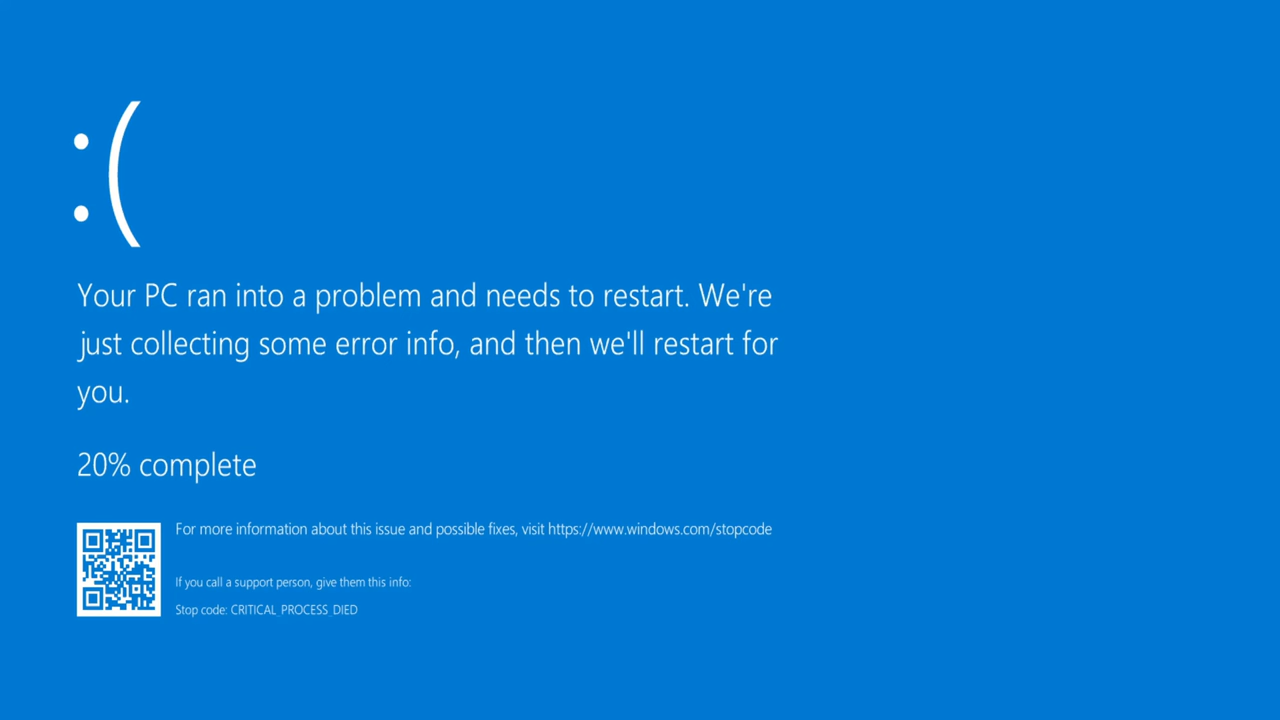 :(
Your PC ran into a problem and needs to restart. We're
just collecting some error info, and then we'll restart for
you.
20% complete
For more information about this issue and possible fixes, visit https://www.windows.com/stopcode
If you call a support person, give them this info:
Stop code: CRITICAL_PROCESS_DIED